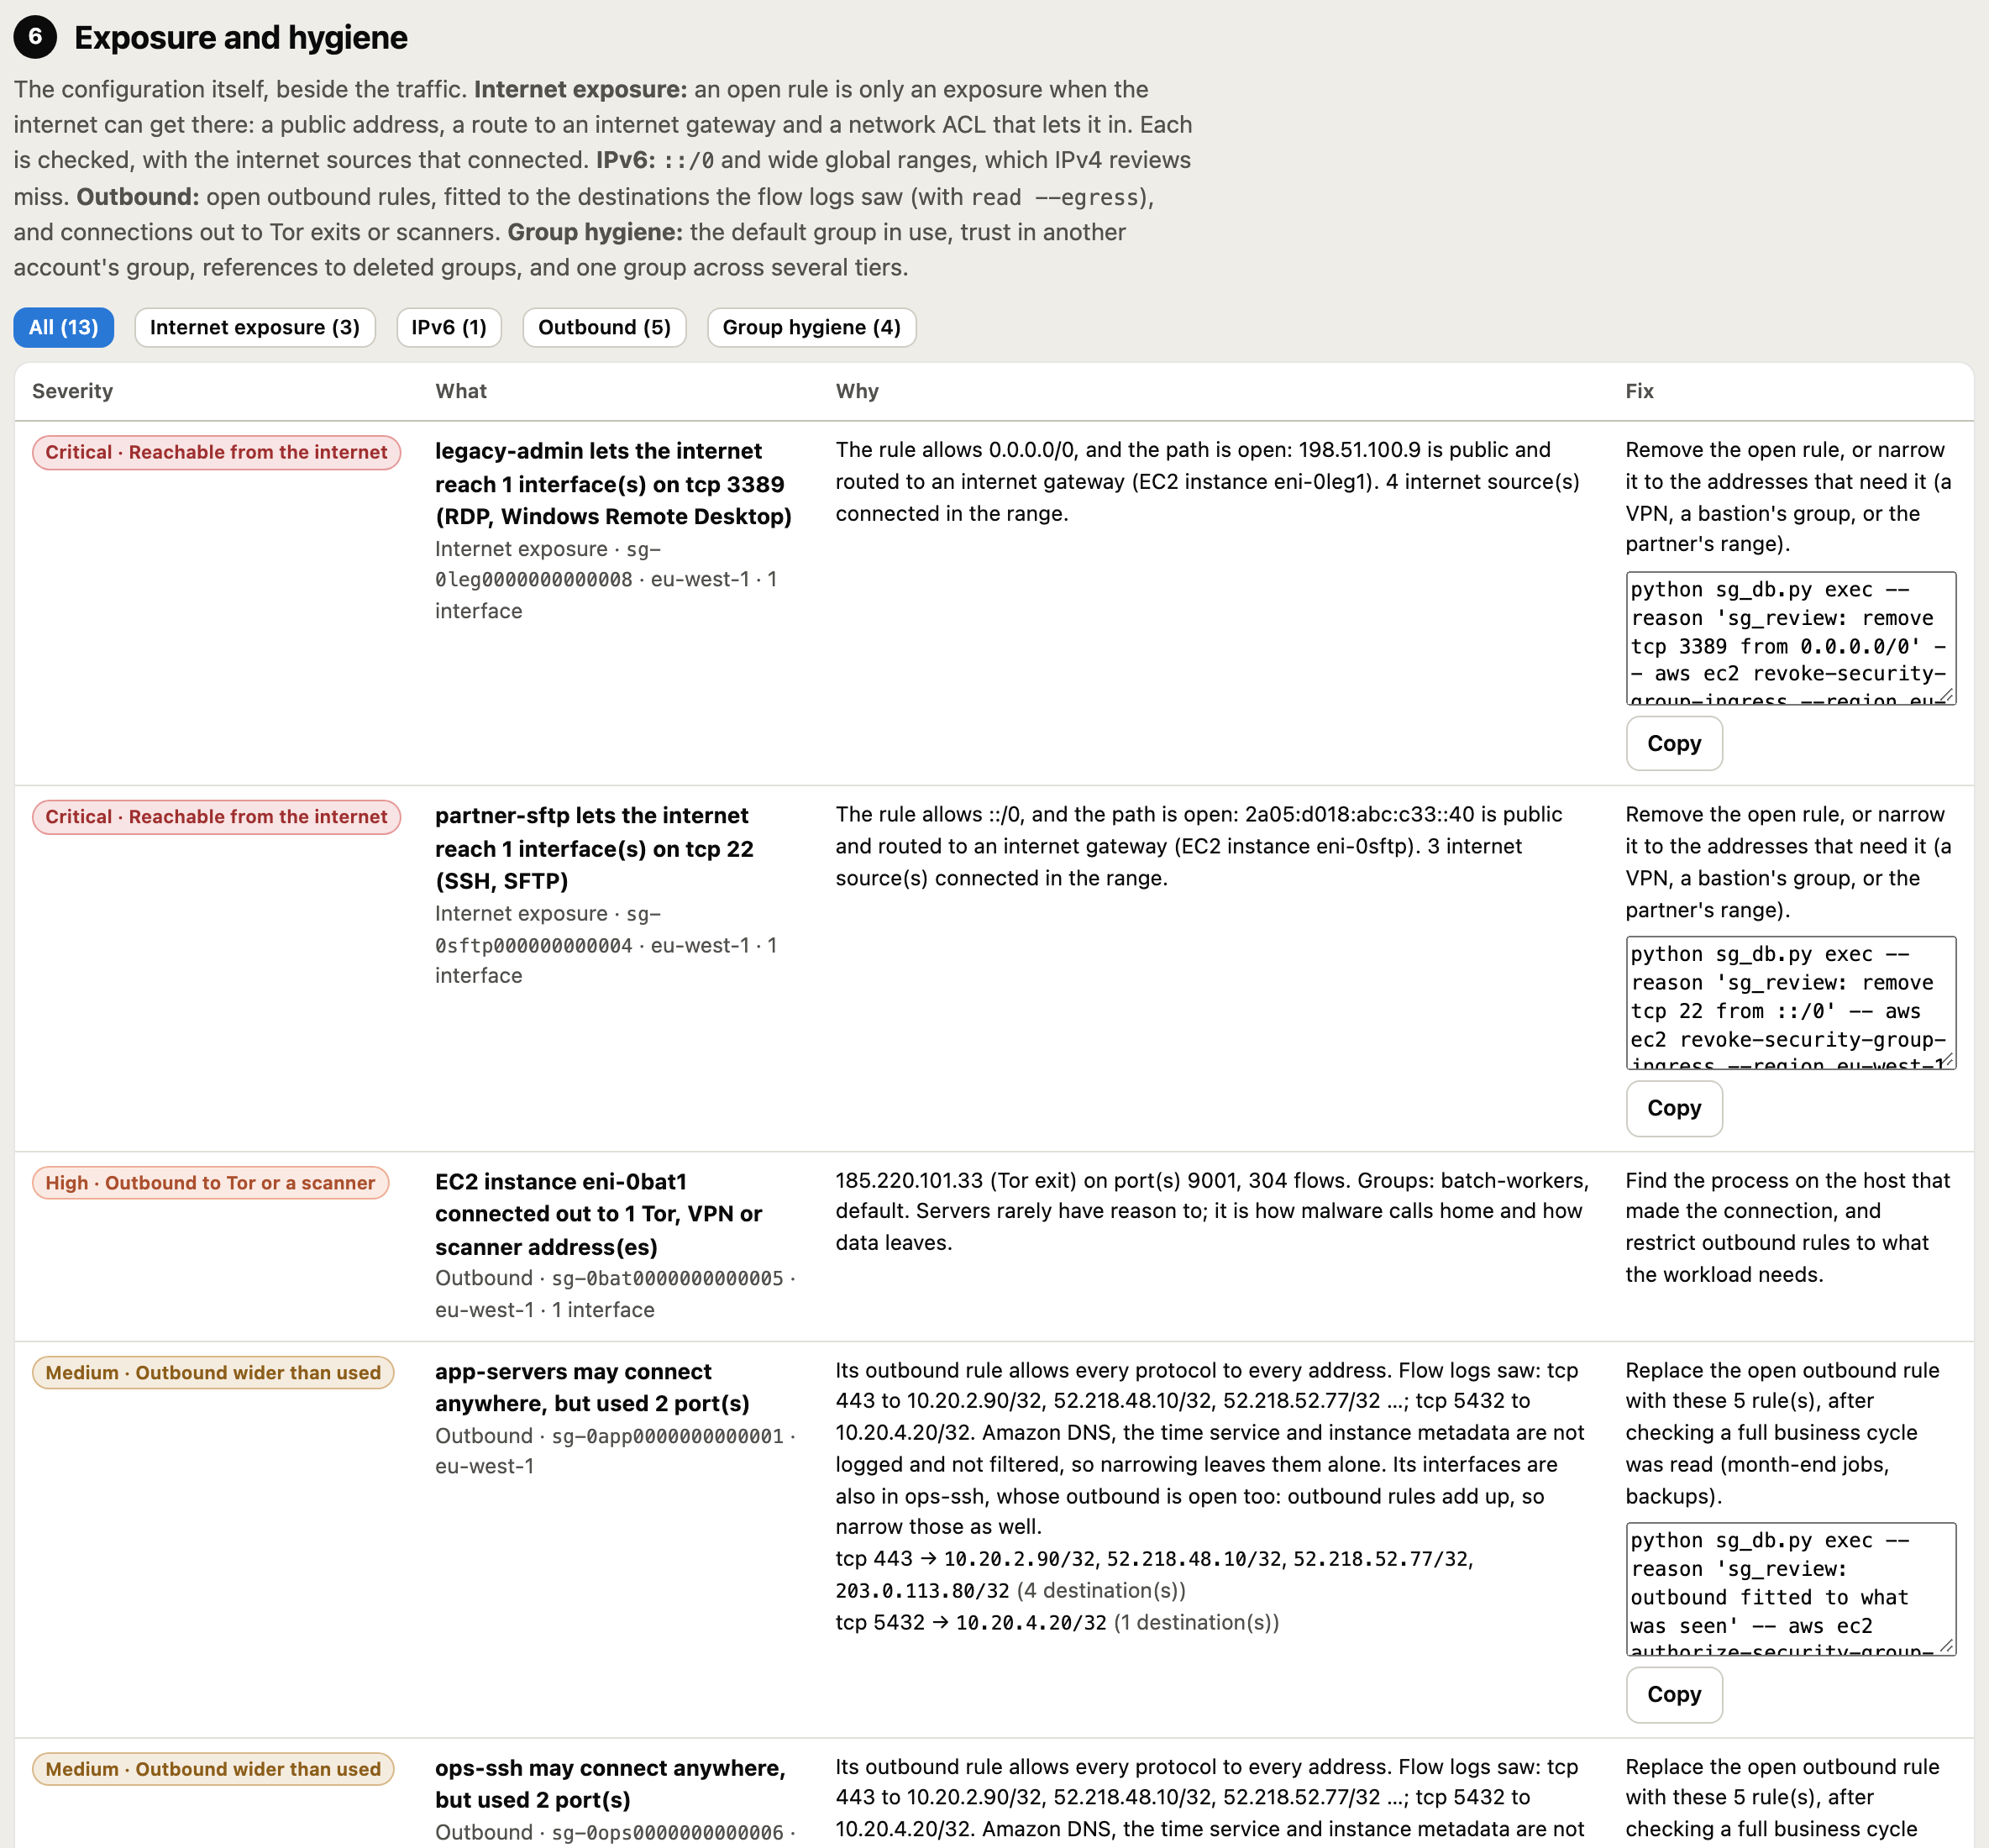 6 Exposure and hygiene
The configuration itself, beside the traffic. Internet exposure: an open rule is only an exposure when the
internet can get there: a public address, a route to an internet gateway and a network ACL that lets it in. Each
is checked, with the internet sources that connected. IPv6: ::/0 and wide global ranges, which IPv4 reviews
miss. Outbound: open outbound rules, fitted to the destinations the flow logs saw (with read --egress),
and connections out to Tor exits or scanners. Group hygiene: the default group in use, trust in another
account's group, references to deleted groups, and one group across several tiers.
All (13) Internet exposure (3) IPv6 (1) Outbound (5) Group hygiene (4)
Severity What Why Fix
Critical · Reachable from the internet
legacy-admin lets the internet
reach 1 interface(s) on tcp 3389
(RDP, Windows Remote Desktop)
Internet exposure · sg-
0leg0000000000008 · eu-west-1 · 1
interface
The rule allows 0.0.0.0/0, and the path is open: 198.51.100.9 is public and
routed to an internet gateway (EC2 instance eni-0leg1). 4 internet source(s)
connected in the range.
Remove the open rule, or narrow
it to the addresses that need it (a
VPN, a bastion's group, or the
partner's range).
python sg_db.py exec --
reason 'sg_review: remove
tcp 3389 from 0.0.0.0/0' -
- aws ec2 revoke-security-
group-ingress --region eu-
Copy
Critical · Reachable from the internet
partner-sftp lets the internet
reach 1 interface(s) on tcp 22
(SSH, SFTP)
Internet exposure · sg-
0sftp000000000004 · eu-west-1 · 1
interface
The rule allows ::/0, and the path is open: 2a05:d018:abc:c33::40 is public
and routed to an internet gateway (EC2 instance eni-0sftp). 3 internet
source(s) connected in the range.
Remove the open rule, or narrow
it to the addresses that need it (a
VPN, a bastion's group, or the
partner's range).
python sg_db.py exec --
reason 'sg_review: remove
tcp 22 from ::/0' -- aws
ec2 revoke-security-group-
ingress --region eu-west-1
Copy
High · Outbound to Tor or a scanner
EC2 instance eni-0bat1
connected out to 1 Tor, VPN or
scanner address(es)
Outbound · sg-0bat0000000000005 ·
eu-west-1 · 1 interface
185.220.101.33 (Tor exit) on port(s) 9001, 304 flows. Groups: batch-workers,
default. Servers rarely have reason to; it is how malware calls home and how
data leaves.
Find the process on the host that
made the connection, and
restrict outbound rules to what
the workload needs.
Medium · Outbound wider than used
app-servers may connect
anywhere, but used 2 port(s)
Outbound · sg-0app0000000000001 ·
eu-west-1
Its outbound rule allows every protocol to every address. Flow logs saw: tcp
443 to 10.20.2.90/32, 52.218.48.10/32, 52.218.52.77/32 ...; tcp 5432 to
10.20.4.20/32. Amazon DNS, the time service and instance metadata are not
logged and not filtered, so narrowing leaves them alone. Its interfaces are
also in ops-ssh, whose outbound is open too: outbound rules add up, so
narrow those as well.
tcp 443 → 10.20.2.90/32, 52.218.48.10/32, 52.218.52.77/32,
203.0.113.80/32 (4 destination(s))
tcp 5432 → 10.20.4.20/32 (1 destination(s))
Replace the open outbound rule
with these 5 rule(s), after
checking a full business cycle
was read (month-end jobs,
backups).
python sg_db.py exec --
reason 'sg_review:
outbound fitted to what
was seen' -- aws ec2
authorize-security-group-
Copy
Medium · Outbound wider than used
ops-ssh may connect anywhere,
but used 2 port(s)
Outbound · sg-0ops0000000000006 ·
Its outbound rule allows every protocol to every address. Flow logs saw: tcp
443 to 10.20.2.90/32, 52.218.48.10/32, 52.218.52.77/32 ...; tcp 5432 to
10.20.4.20/32. Amazon DNS, the time service and instance metadata are not
Replace the open outbound rule
with these 5 rule(s), after
checking a full business cycle